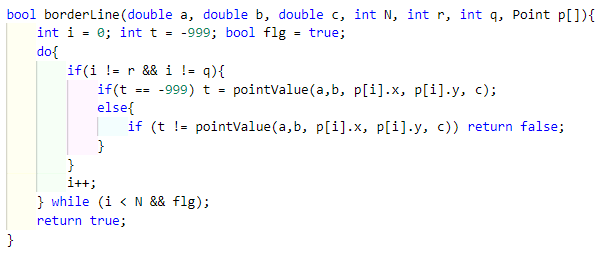 bool borderLine(double a, double b, double c, int N, int r, int q, Point p[]){
    int i = 0; int t = -999; bool flg = true;
    do{
        if(i != r && i != q){
            if(t == -999) t = pointValue(a,b, p[i].x, p[i].y, c);
            else{
                if (t != pointValue(a,b, p[i].x, p[i].y, c)) return false;
            }
        }
        i++;
    } while (i < N && flg);
    return true;
}